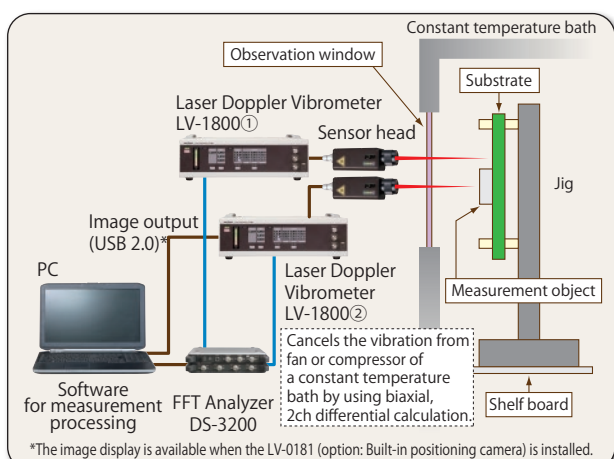 Constant temperature bath
Observation window
Substrate
Laser Doppler Vibrometer
LV-1800①
Sensor head
Jig
Image output
(USB 2.0)*
PC
Laser Doppler
Vibrometer
LV-1800②
Measurement object
Cancels the vibration from
fan or compressor of
a constant temperature
bath by using biaxial,
2ch differential calculation.
Software
for measurement
processing
FFT Analyzer
DS-3200
Shelf board
*The image display is available when the LV-0181 (option: Built-in positioning camera) is installed.